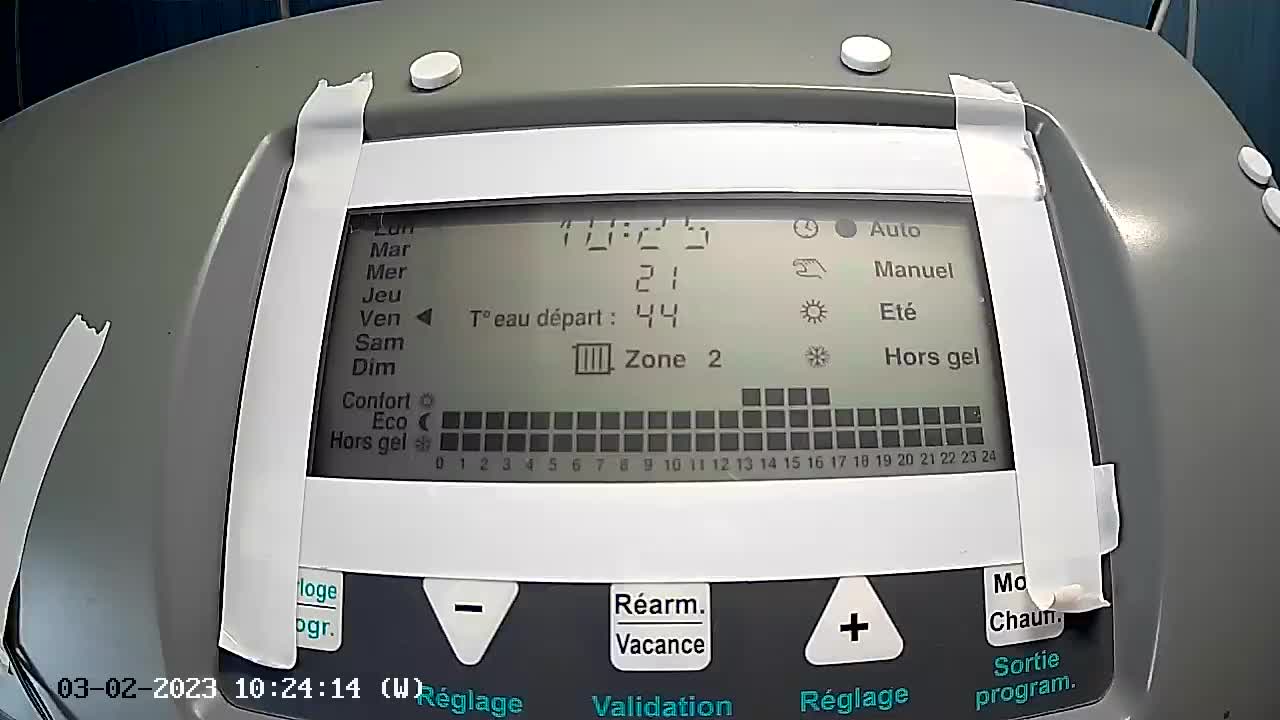 Lun 10:25 Auto
Mar
Mer 21 Manuel
Jeu
Ven ◀ T° eau départ : 44 Eté
Sam
Dim Zone 2 Hors gel
Confort
Eco
Hors gel
0 1 2 3 4 5 6 7 8 9 10 11 12 13 14 15 16 17 18 19 20 21 22 23 24
loge
ogr.
−
Réarm.
Vacance
+
Mo
Chauff.
Réglage
Validation
Réglage
Sortie
program.
03-02-2023 10:24:14 (W)